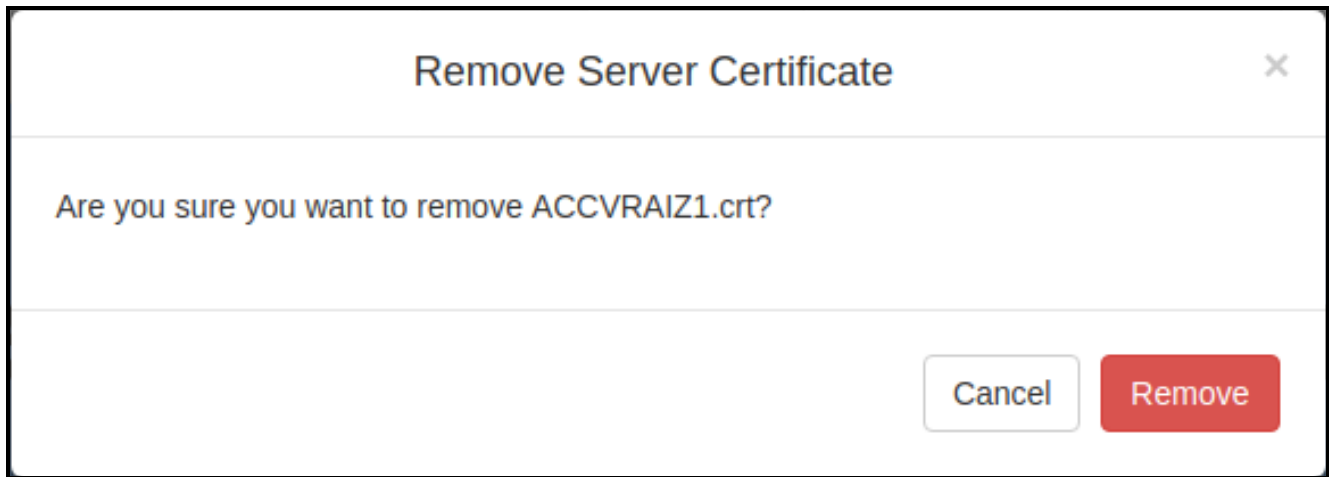 Remove Server Certificate
×
Are you sure you want to remove ACCVRAIZ1.crt?
Cancel
Remove